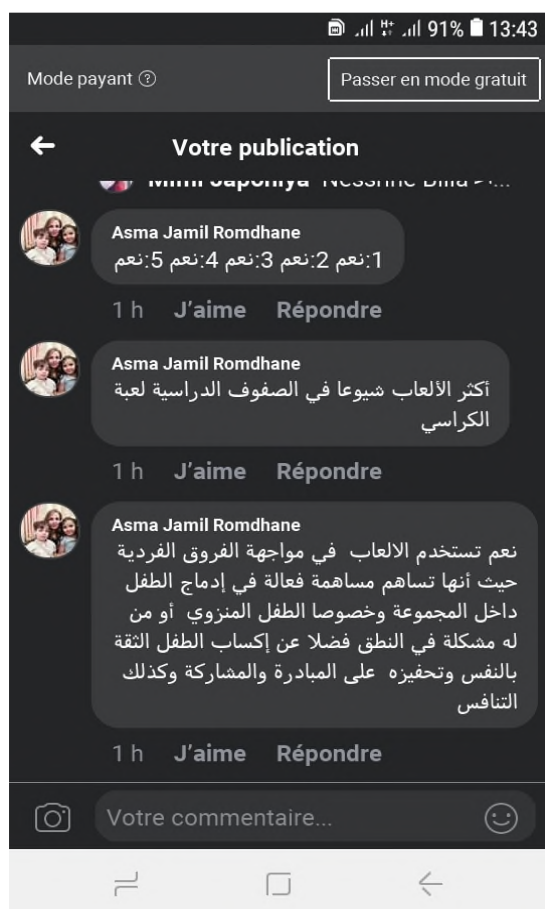 91% 13:43
Mode payant ?
Passer en mode gratuit
Votre publication
Asma Jamil Romdhane
1:نعم 2:نعم 3:نعم 4:نعم 5:نعم
1 h J'aime Répondre
Asma Jamil Romdhane
أكثر الألعاب شيوعا في الصفوف الدراسية لعبة
الكراسي
1 h J'aime Répondre
Asma Jamil Romdhane
نعم تستخدم الالعاب في مواجهة الفروق الفردية
حيث أنها تساهم مساهمة فعالة في إدماج الطفل
داخل المجموعة وخصوصا الطفل المنزوي أو من
له مشكلة في النطق فضلا عن إكساب الطفل الثقة
بالنفس وتحفيزه على المبادرة والمشاركة وكذلك
التنافس
1 h J'aime Répondre
Votre commentaire...